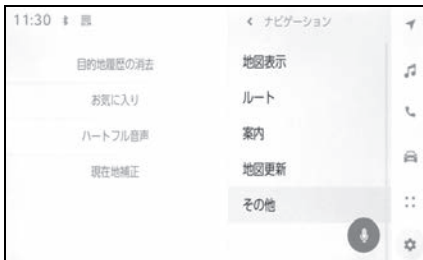 11:30
目的地履歴の消去
お気に入り
ハートフル音声
現在地補正
ナビゲーション
地図表示
ルート
案内
地図更新
その他